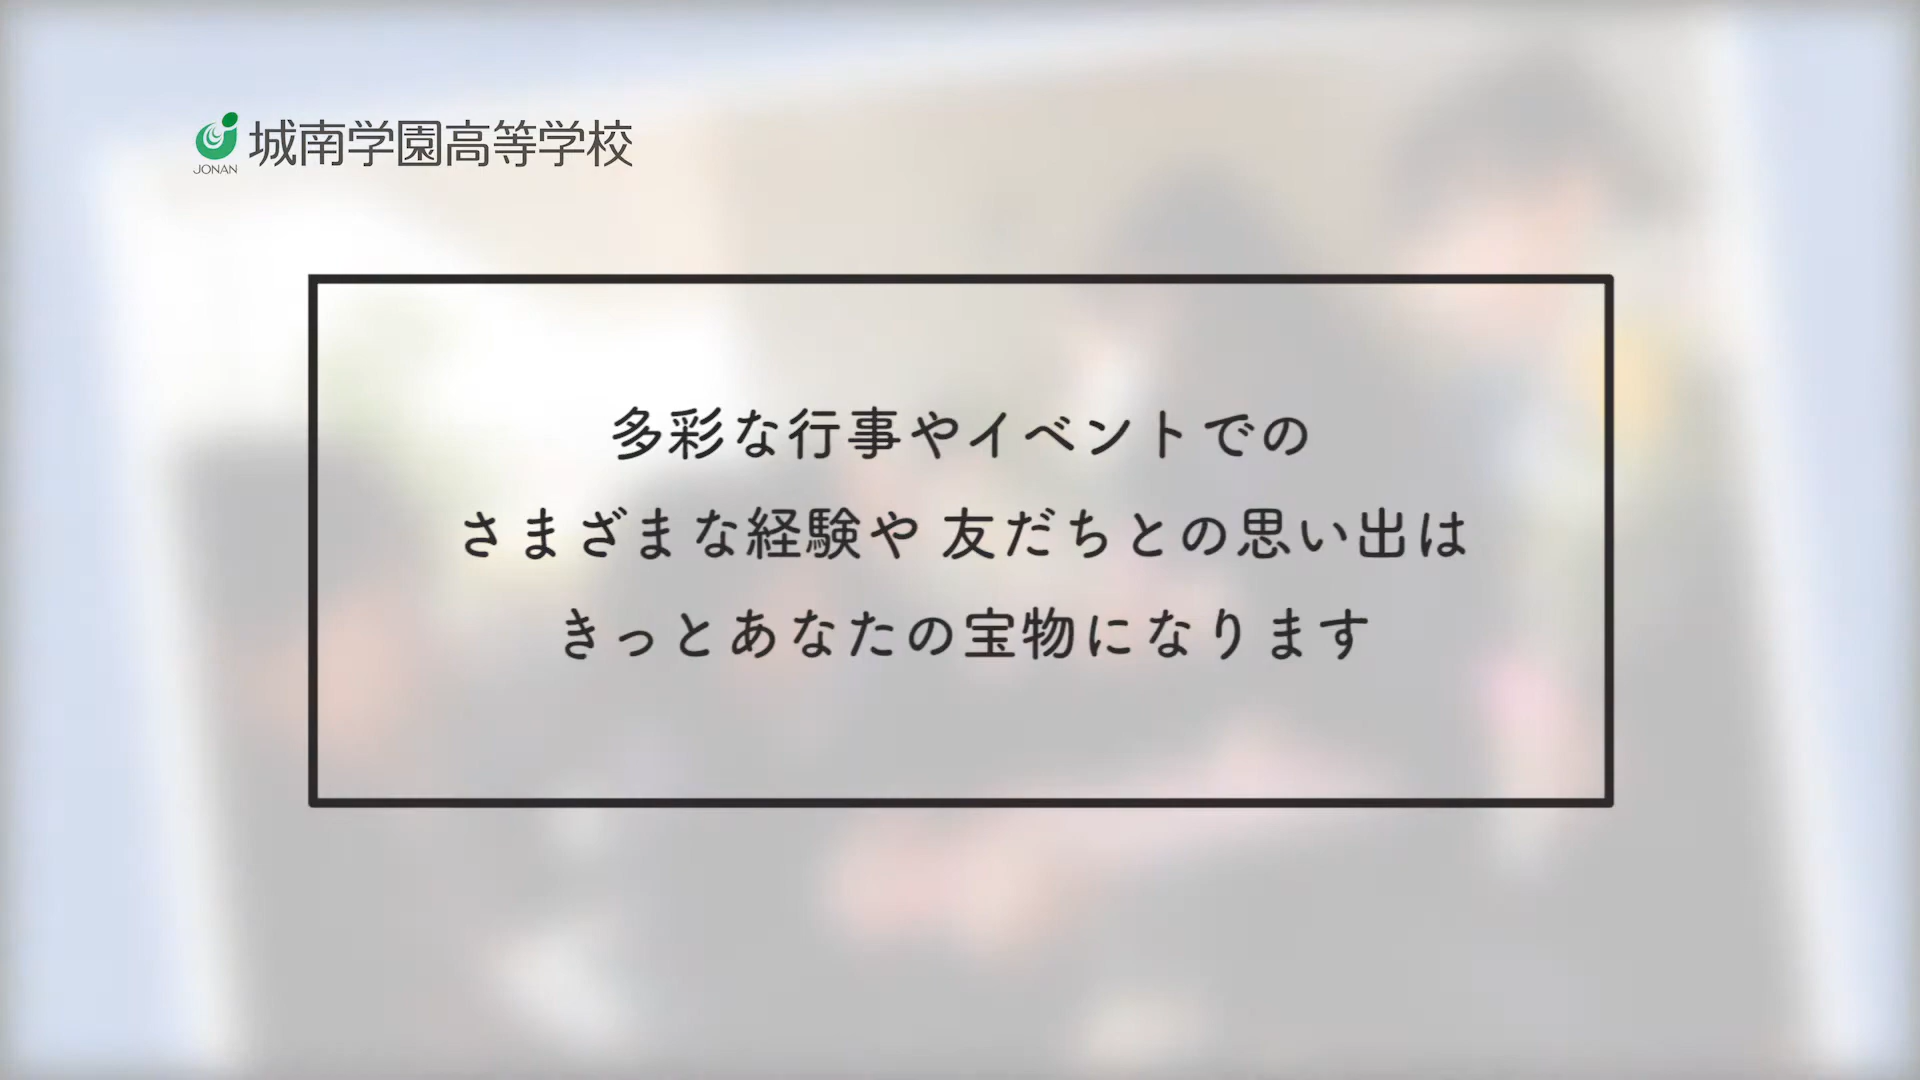 城南学園高等学校
JONAN
多彩な行事やイベントでの
さまざまな経験や 友だちとの思い出は
きっとあなたの宝物になります